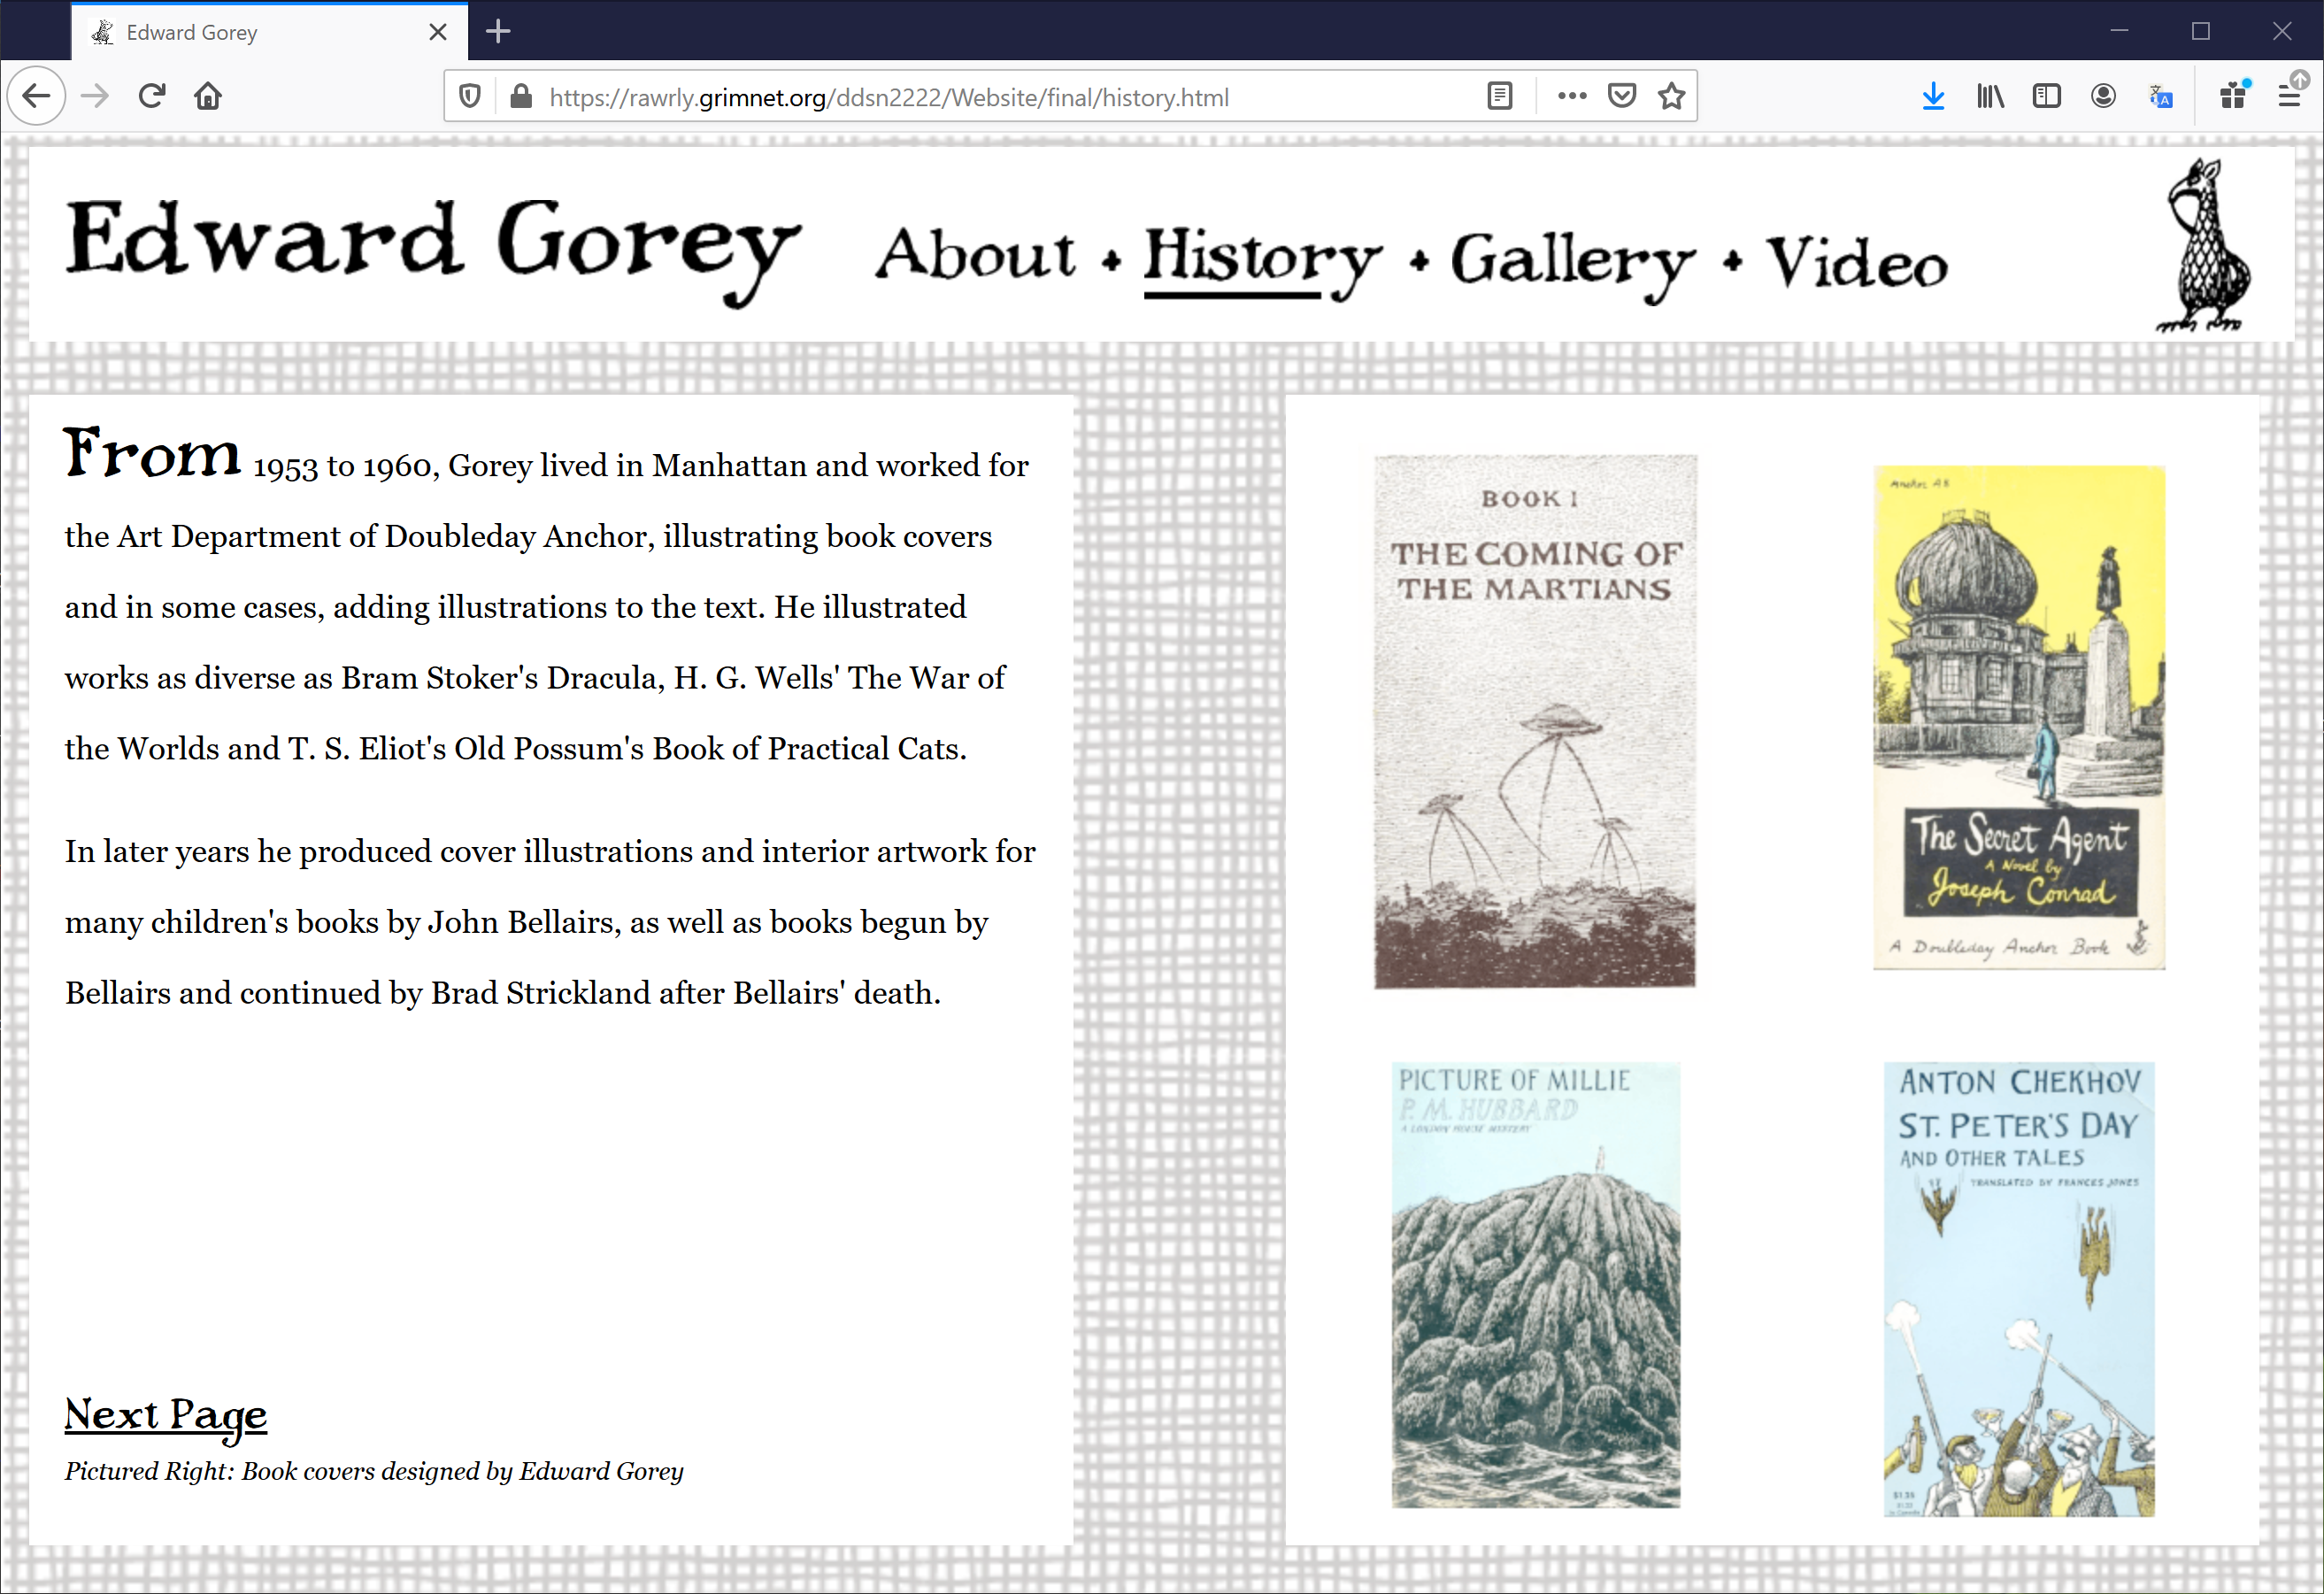 Edward Gorey
https://rawrly.grimnet.org/ddsn2222/Website/final/history.html
Edward Gorey
About • History • Gallery • Video
From 1953 to 1960, Gorey lived in Manhattan and worked for
the Art Department of Doubleday Anchor, illustrating book covers
and in some cases, adding illustrations to the text. He illustrated
works as diverse as Bram Stoker's Dracula, H. G. Wells' The War of
the Worlds and T. S. Eliot's Old Possum's Book of Practical Cats.
In later years he produced cover illustrations and interior artwork for
many children's books by John Bellairs, as well as books begun by
Bellairs and continued by Brad Strickland after Bellairs' death.
Next Page
Pictured Right: Book covers designed by Edward Gorey
BOOK I
THE COMING OF
THE MARTIANS
Anchor A8
The Secret Agent
A Novel by
Joseph Conrad
A Doubleday Anchor Book
PICTURE OF MILLIE
P. M. HUBBARD
A LONDON HOUSE MYSTERY
ANTON CHEKHOV
ST. PETER'S DAY
AND OTHER TALES
TRANSLATED BY FRANCES JONES
$1.35